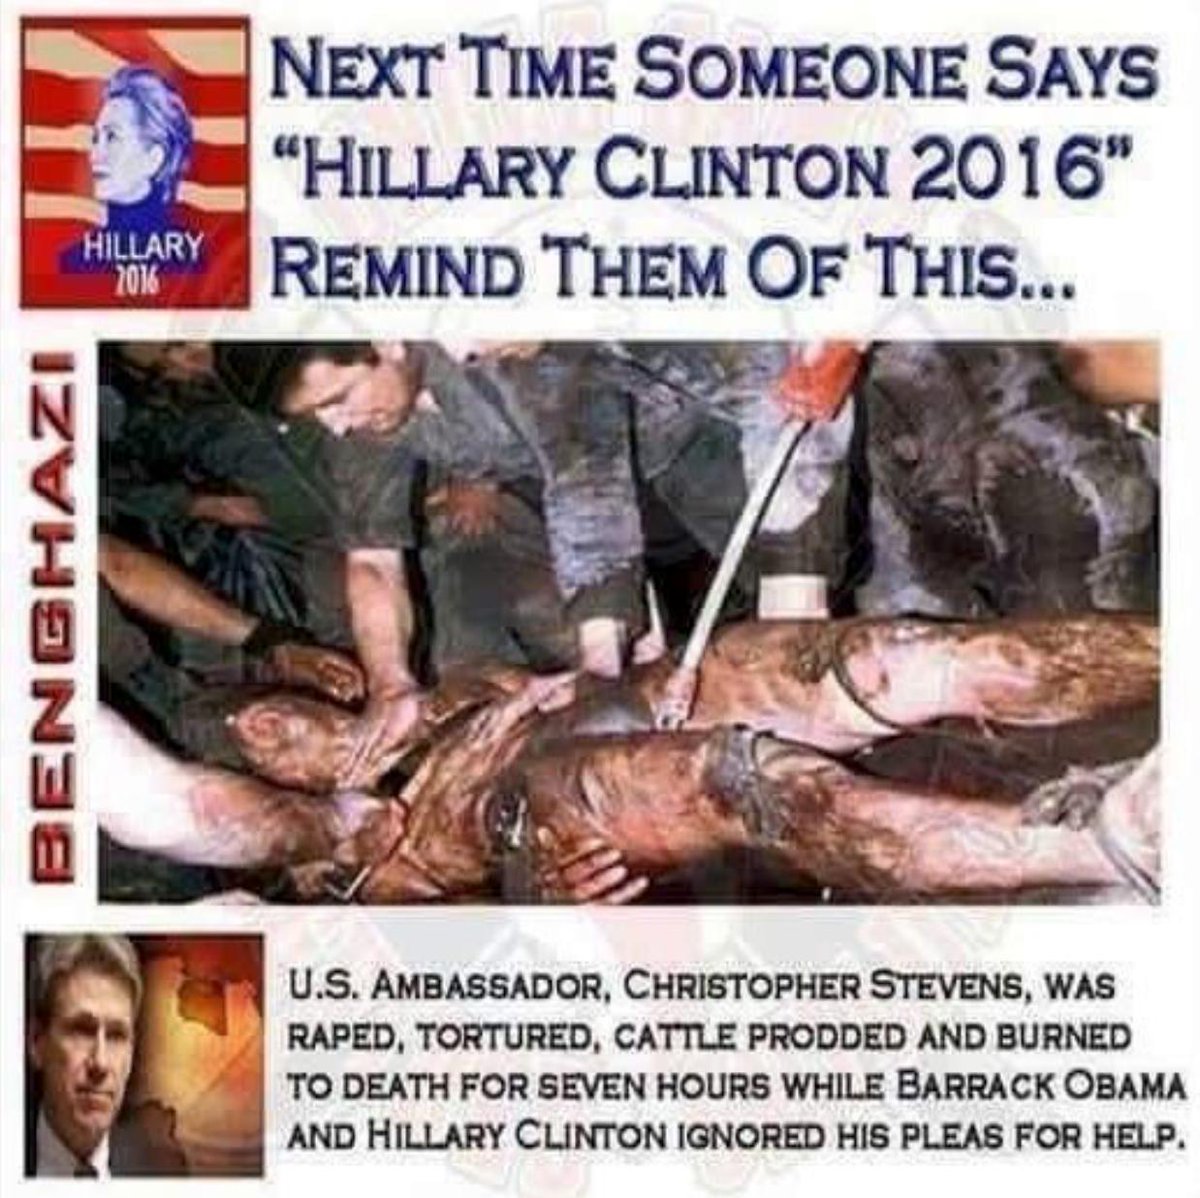 HILLARY
2016
NEXT TIME SOMEONE SAYS
“HILLARY CLINTON 2016”
REMIND THEM OF THIS...
BENGHAZI
U.S. AMBASSADOR, CHRISTOPHER STEVENS, WAS
RAPED, TORTURED, CATTLE PRODDED AND BURNED
TO DEATH FOR SEVEN HOURS WHILE BARRACK OBAMA
AND HILLARY CLINTON IGNORED HIS PLEAS FOR HELP.